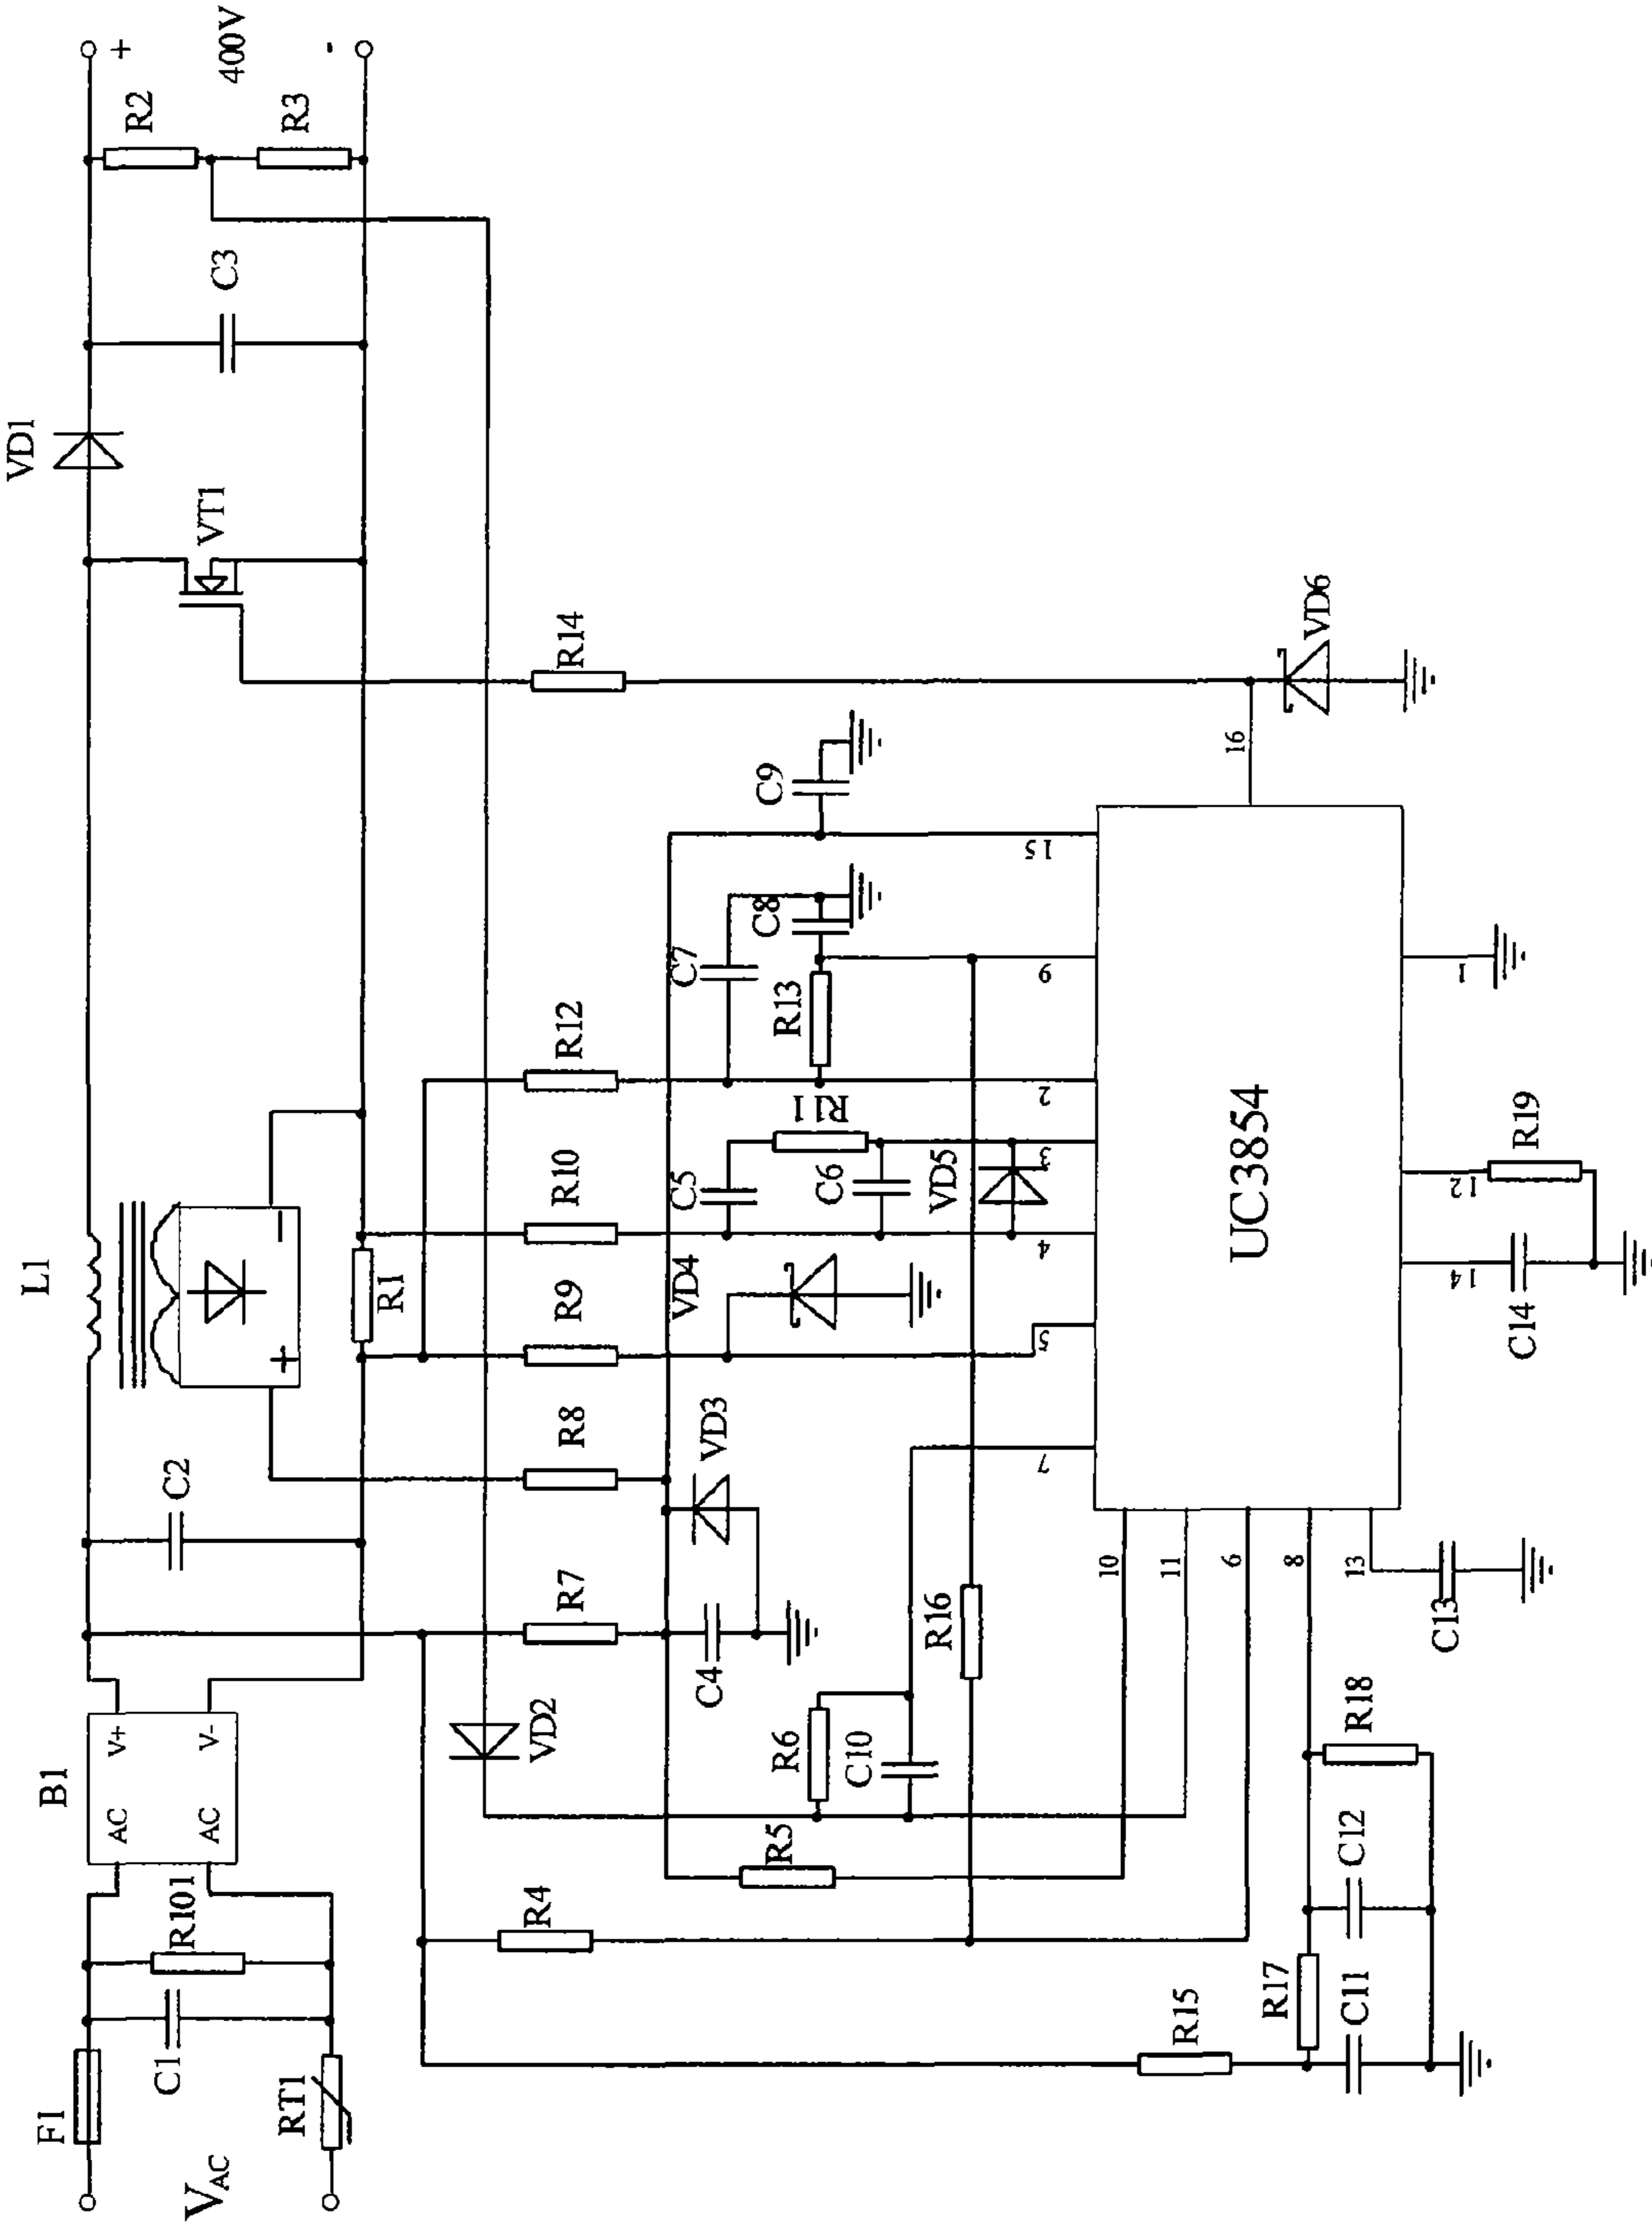 F1
VAC
RT1
C1
R101
B1
AC
AC
V+
V-
C2
L1
+
-
R1
VT1
VD1
C3
R2
R3
+
400V
-
R4
R5
VD2
R7
R8
R9
R10
R12
R14
R6
C10
C4
VD3
VD4
C5
R11
C6
VD5
C7
R13
C8
C9
R16
R15
R17
C11
C12
R18
C13
10
11
6
8
13
7
5
4
3
2
9
15
16
UC3854
VD6
14
12
1
C14
R19